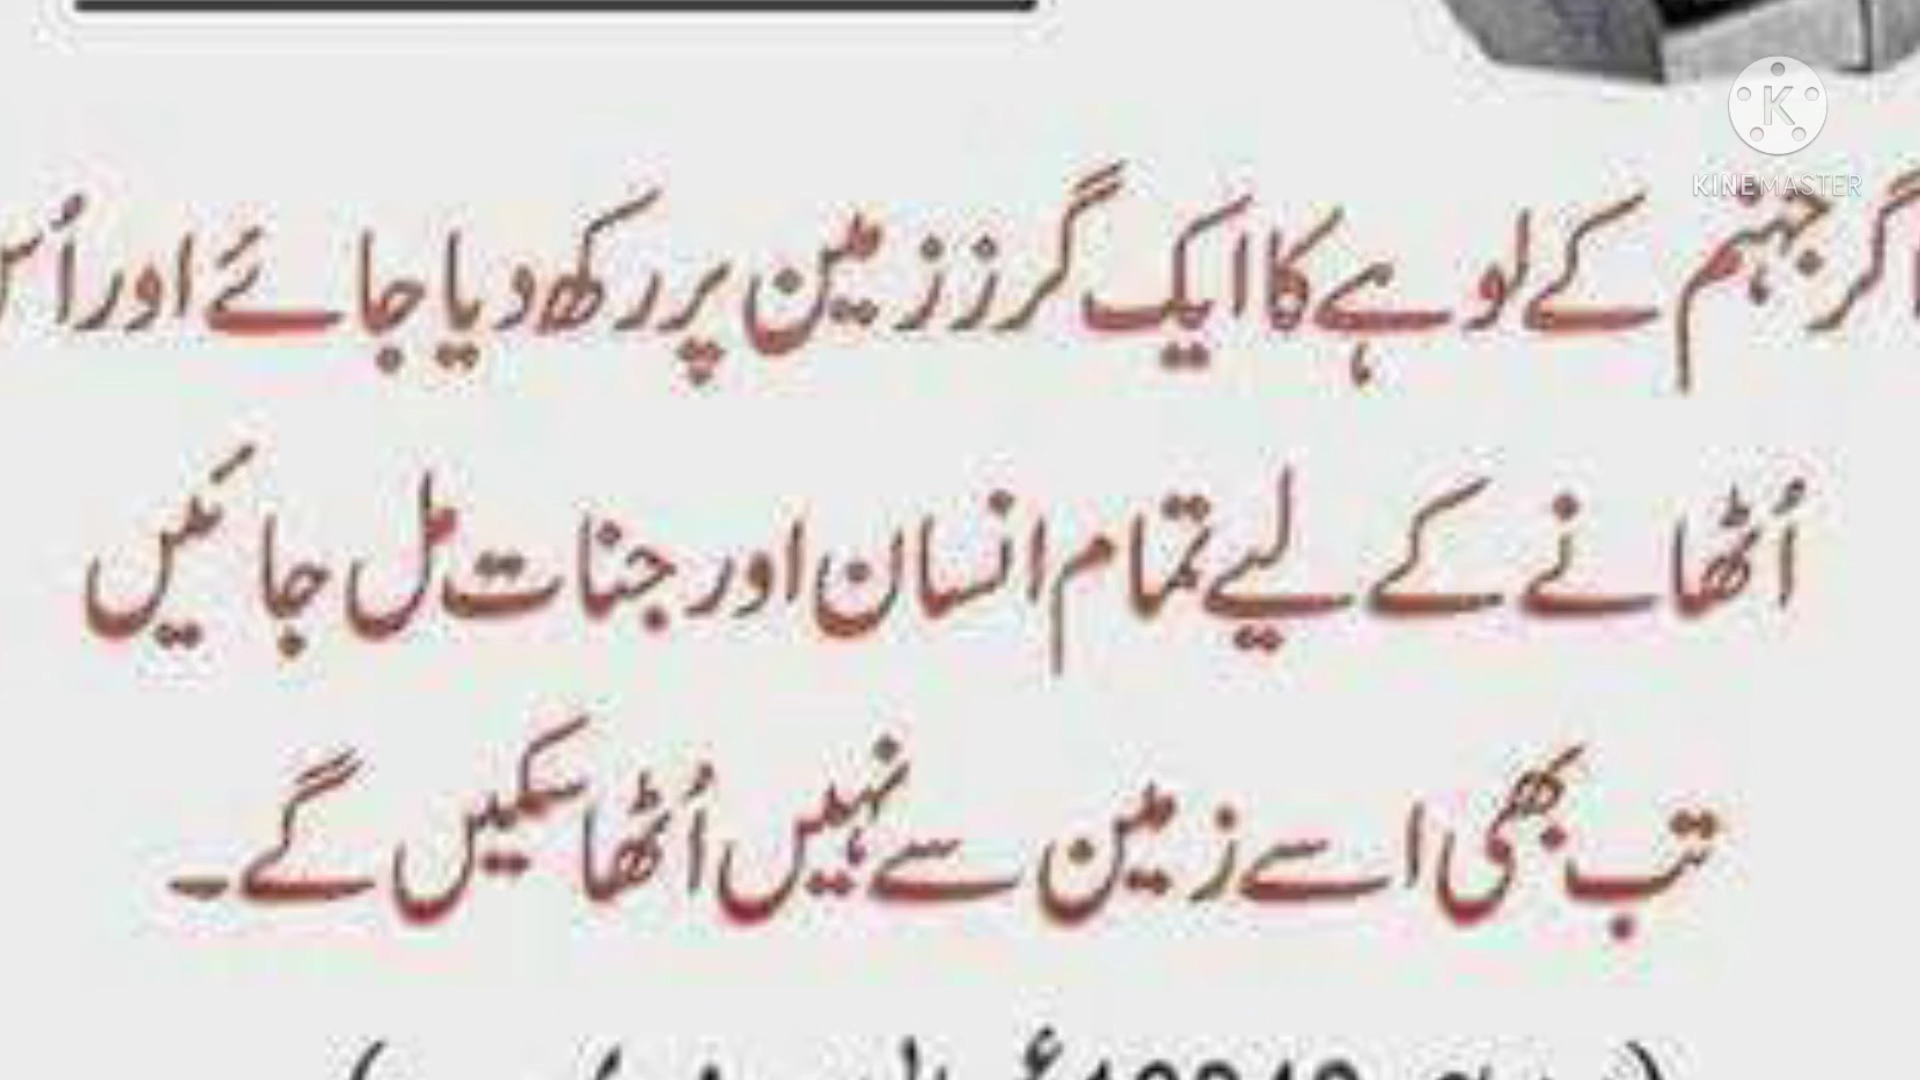 KINEMASTER
اگر جہنم کے لوہے کا ایک گرز زمین پر رکھ دیا جائے اور اُس
اُٹھانے کے لیے تمام انسان اور جنات مل جائیں
تب بھی اسے زمین سے نہیں اُٹھا سکیں گے۔